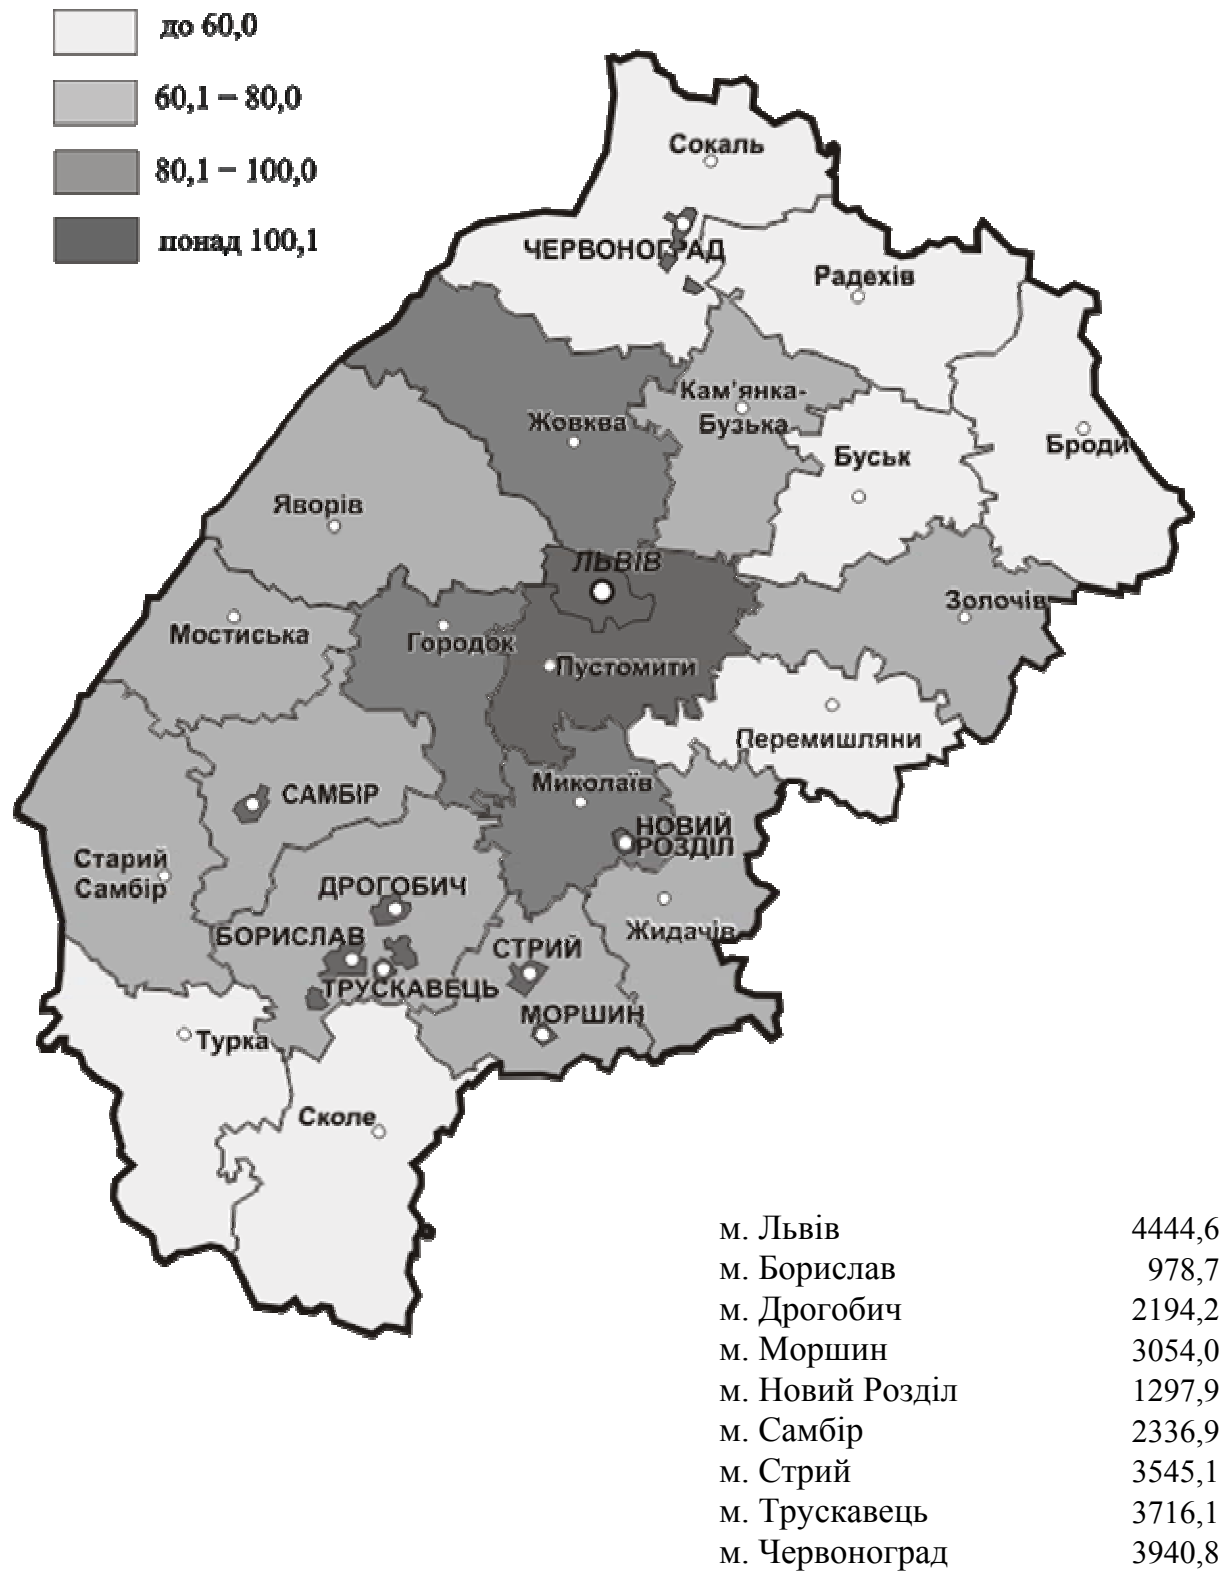 до 60,0
60,1 – 80,0
80,1 – 100,0
понад 100,1
Сокаль
ЧЕРВОНОГРАД
Радехів
Кам'янка-
Бузька
Жовква
Броди
Буськ
Яворів
ЛЬВІВ
Золочів
Мостиська
Городок
Пустомити
Перемишляни
Миколаїв
САМБІР
НОВИЙ
РОЗДІЛ
Старий
Самбір
ДРОГОБИЧ
БОРИСЛАВ
Жидачів
СТРИЙ
ТРУСКАВЕЦЬ
МОРШИН
Турка
Сколе
м. Львів 4444,6
м. Борислав 978,7
м. Дрогобич 2194,2
м. Моршин 3054,0
м. Новий Розділ 1297,9
м. Самбір 2336,9
м. Стрий 3545,1
м. Трускавець 3716,1
м. Червоноград 3940,8